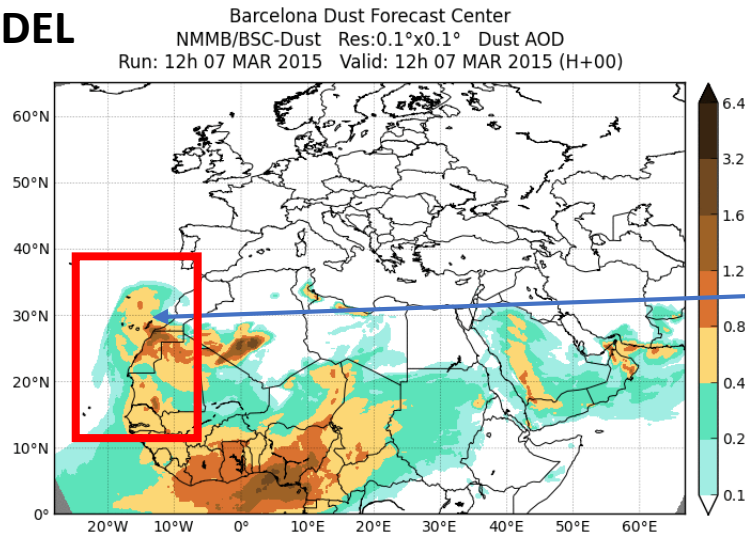 DEL
Barcelona Dust Forecast Center
NMMB/BSC-Dust Res:0.1°x0.1° Dust AOD
Run: 12h 07 MAR 2015 Valid: 12h 07 MAR 2015 (H+00)
60°N
50°N
40°N
30°N
20°N
10°N
0°
20°W
10°W
0°
10°E
20°E
30°E
40°E
50°E
60°E
6.4
3.2
1.6
1.2
0.8
0.4
0.2
0.1